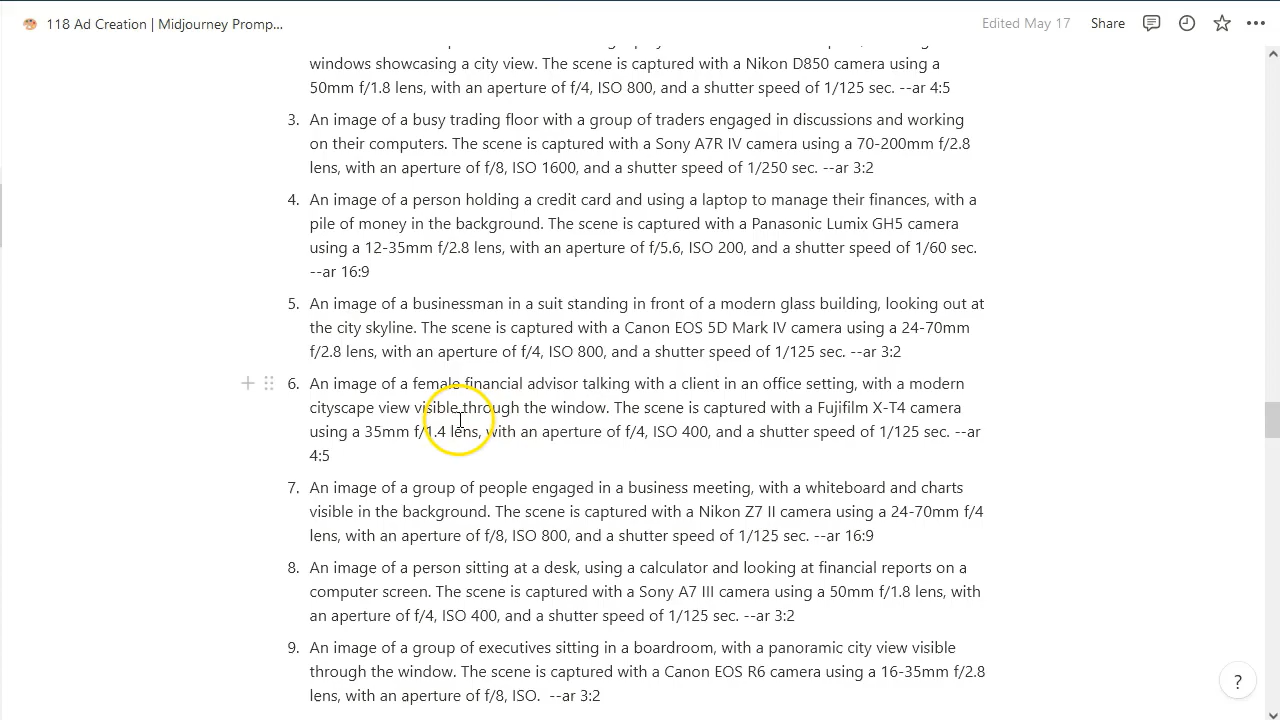 118 Ad Creation | Midjourney Promp...
Edited May 17
Share
windows showcasing a city view. The scene is captured with a Nikon D850 camera using a
50mm f/1.8 lens, with an aperture of f/4, ISO 800, and a shutter speed of 1/125 sec. --ar 4:5
3. An image of a busy trading floor with a group of traders engaged in discussions and working
on their computers. The scene is captured with a Sony A7R IV camera using a 70-200mm f/2.8
lens, with an aperture of f/8, ISO 1600, and a shutter speed of 1/250 sec. --ar 3:2
4. An image of a person holding a credit card and using a laptop to manage their finances, with a
pile of money in the background. The scene is captured with a Panasonic Lumix GH5 camera
using a 12-35mm f/2.8 lens, with an aperture of f/5.6, ISO 200, and a shutter speed of 1/60 sec.
--ar 16:9
5. An image of a businessman in a suit standing in front of a modern glass building, looking out at
the city skyline. The scene is captured with a Canon EOS 5D Mark IV camera using a 24-70mm
f/2.8 lens, with an aperture of f/4, ISO 800, and a shutter speed of 1/125 sec. --ar 3:2
6. An image of a female financial advisor talking with a client in an office setting, with a modern
cityscape view visible through the window. The scene is captured with a Fujifilm X-T4 camera
using a 35mm f/1.4 lens, with an aperture of f/4, ISO 400, and a shutter speed of 1/125 sec. --ar
4:5
7. An image of a group of people engaged in a business meeting, with a whiteboard and charts
visible in the background. The scene is captured with a Nikon Z7 II camera using a 24-70mm f/4
lens, with an aperture of f/8, ISO 800, and a shutter speed of 1/125 sec. --ar 16:9
8. An image of a person sitting at a desk, using a calculator and looking at financial reports on a
computer screen. The scene is captured with a Sony A7 III camera using a 50mm f/1.8 lens, with
an aperture of f/4, ISO 400, and a shutter speed of 1/125 sec. --ar 3:2
9. An image of a group of executives sitting in a boardroom, with a panoramic city view visible
through the window. The scene is captured with a Canon EOS R6 camera using a 16-35mm f/2.8
lens, with an aperture of f/8, ISO.  --ar 3:2
?